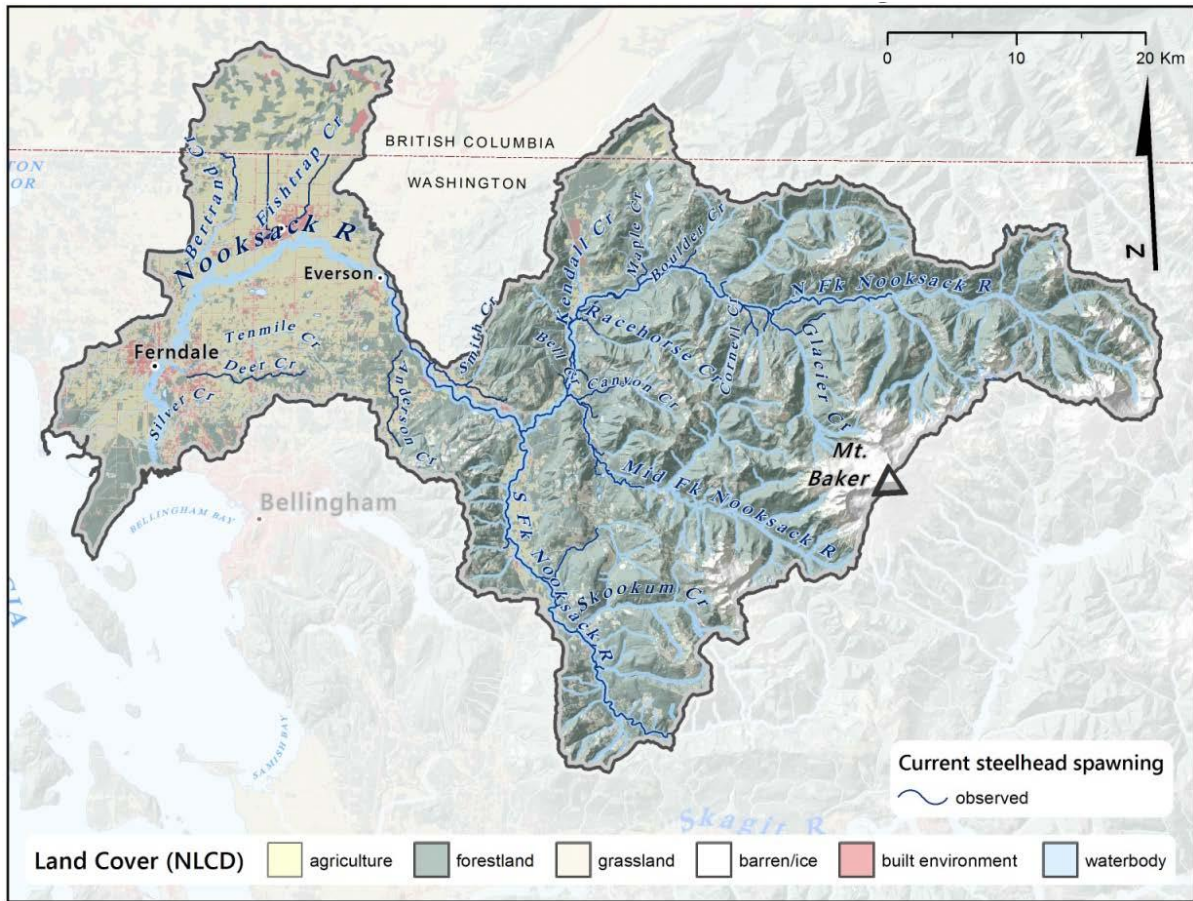 0 10 20 Km
N
BRITISH COLUMBIA
WASHINGTON
TON
OR
Bertrand Cr
Fishtrap Cr
Nooksack R
Everson
Tenmile Cr
Ferndale
Deer Cr
Silver Cr
Anderson Cr
Smith Cr
Kendall Cr
Maple Cr
Boulder Cr
N Fk Nooksack R
Racehorse Cr
Bell Cr
Canyon Cr
Cornell Cr
Glacier Cr
Mt.
Baker
Mid Fk Nooksack R
S Fk Nooksack R
Skookum Cr
BELLINGHAM BAY
Bellingham
GIA
SAMISH BAY
Skagit R
Current steelhead spawning
observed
Land Cover (NLCD) agriculture forestland grassland barren/ice built environment waterbody